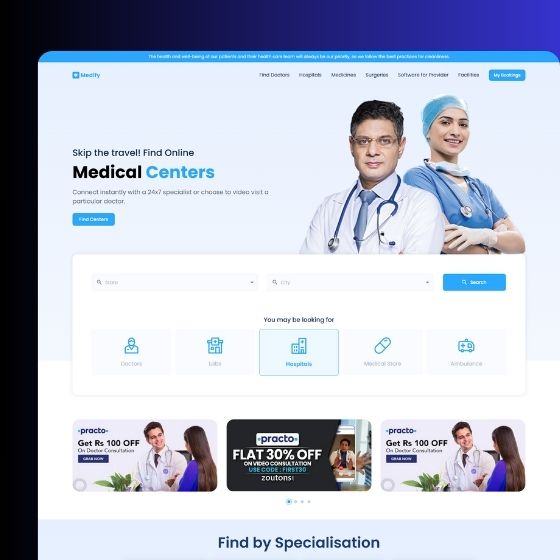 The health and well-being of our patients and their health care team will always be our priority, so we follow the best practices for cleanliness.
Medify
Find Doctors Hospitals Medicines Surgeries Software for Provider Facilities My Bookings
Skip the travel! Find Online
Medical Centers
Connect instantly with a 24x7 specialist or choose to video visit a
particular doctor.
Find Centers
State City Search
You may be looking for
Doctors Labs Hospitals Medical Store Ambulance
practo
Get Rs 100 OFF
On Doctor Consultation
GRAB NOW
practo
FLAT 30% OFF
ON VIDEO CONSULTATION
USE CODE : FIRST30
zoutons
practo
Get Rs 100 OFF
On Doctor Consultation
GRAB NOW
Find by Specialisation